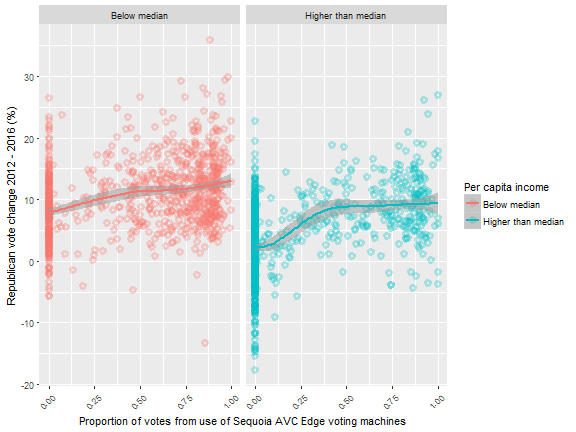 Below median
Higher than median
Republican vote change 2012 - 2016 (%)
30
20
10
0
-10
-20
0.00
0.25
0.50
0.75
1.00
0.00
0.25
0.50
0.75
1.00
Proportion of votes from use of Sequoia AVC Edge voting machines
Per capita income
Below median
Higher than median